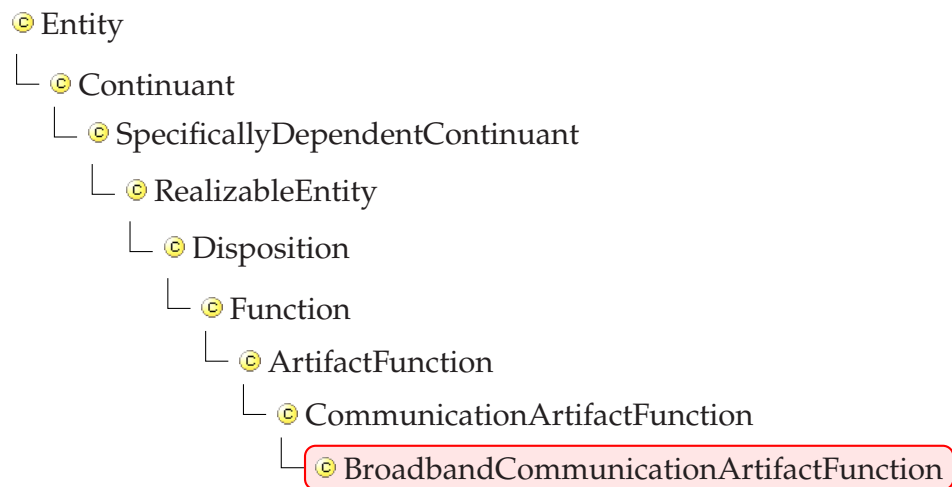 Entity
Continuant
SpecificallyDependentContinuant
RealizableEntity
Disposition
Function
ArtifactFunction
CommunicationArtifactFunction
BroadbandCommunicationArtifactFunction